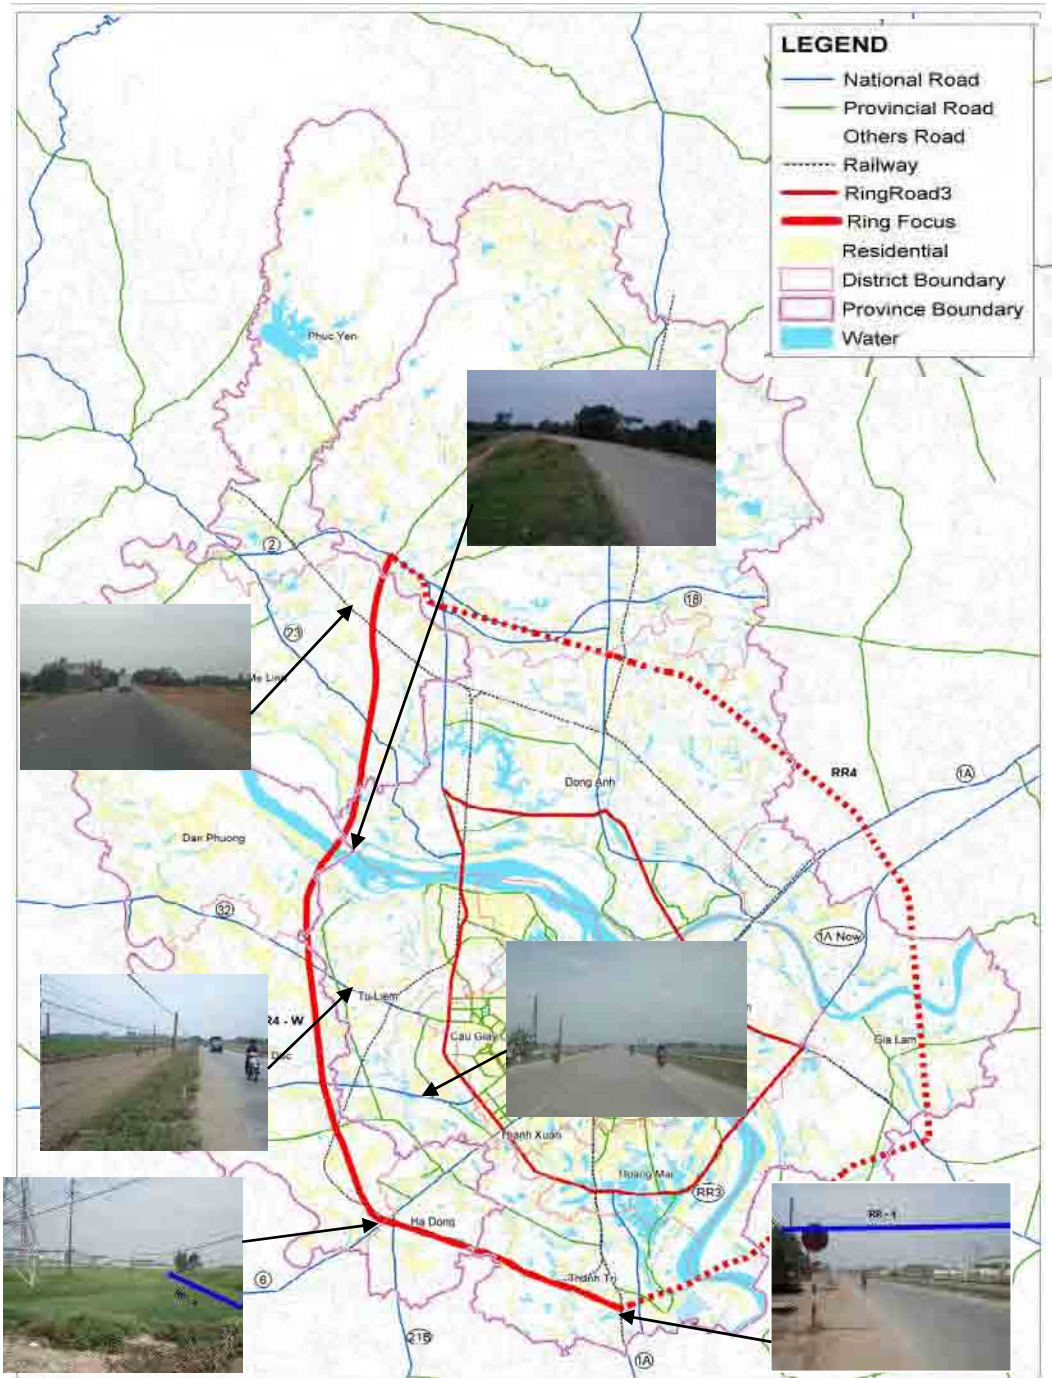 LEGEND
National Road
Provincial Road
Others Road
Railway
RingRoad3
Ring Focus
Residential
District Boundary
Province Boundary
Water
Phuc Yen
2
18
23
Me Linh
RR4
1A
Dong Anh
Dan Phuong
32
1A New
Tu Liem
R4 - W
Cau Giay
Duc
Gia Lam
Thanh Xuan
Hoang Mai
RR3
RR - 4
Ha Dong
6
Thanh Tri
21B
1A